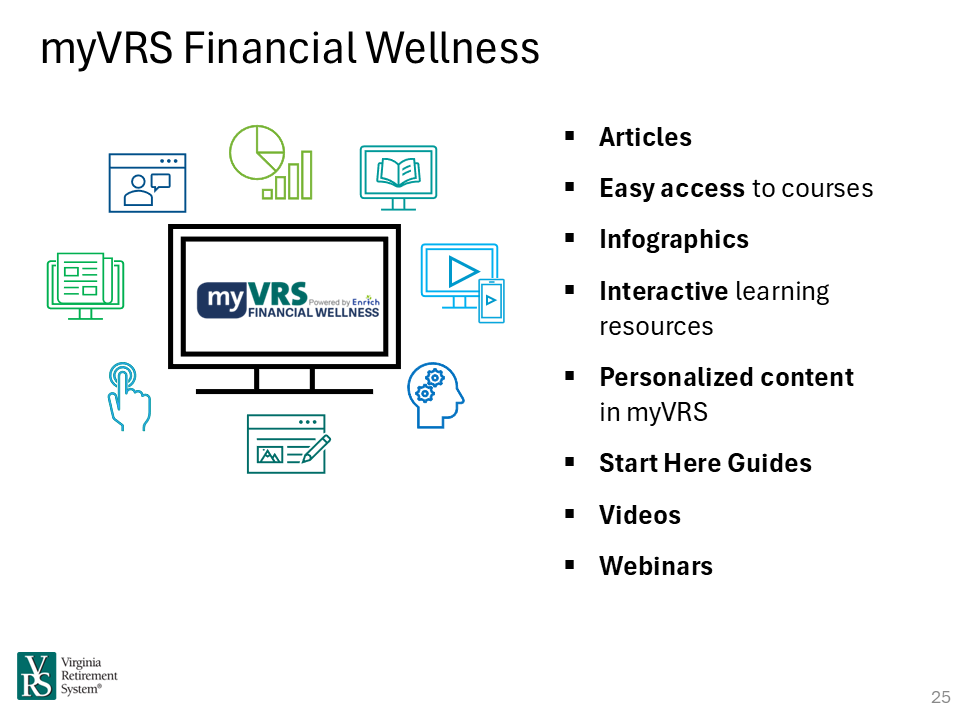 myVRS Financial Wellness
myVRS Powered by Enrich
FINANCIAL WELLNESS
▪ Articles
▪ Easy access to courses
▪ Infographics
▪ Interactive learning
resources
▪ Personalized content
in myVRS
▪ Start Here Guides
▪ Videos
▪ Webinars
VRS
Virginia
Retirement
System®
25